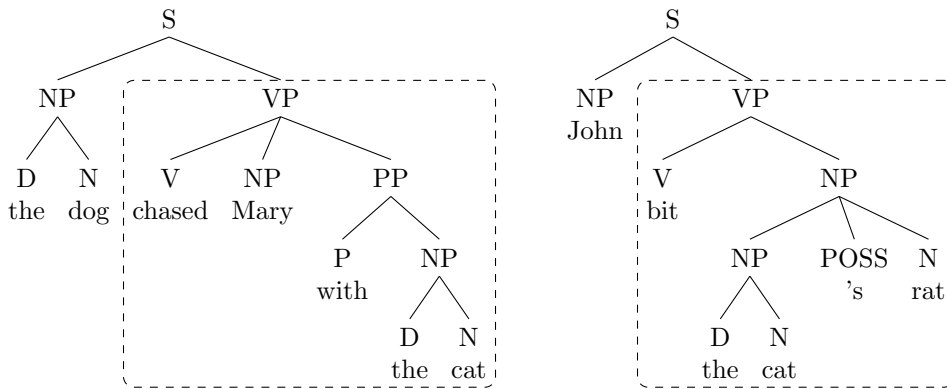 S S
NP VP NP VP
John
D N V NP PP V NP
the dog chased Mary bit
P NP NP POSS N
with 's rat
D N D N
the cat the cat